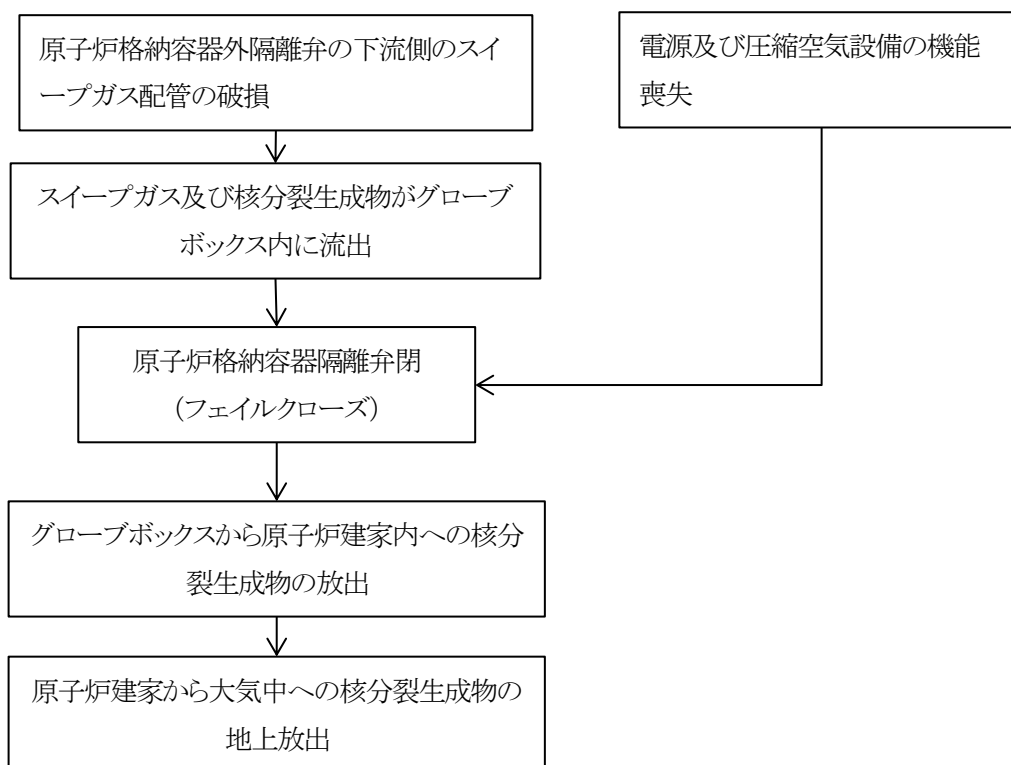 原子炉格納容器外隔離弁の下流側のスイ
ープガス配管の破損
電源及び圧縮空気設備の機能
喪失
スイープガス及び核分裂生成物がグローブ
ボックス内に流出
原子炉格納容器隔離弁閉
(フェイルクローズ)
グローブボックスから原子炉建家内への核分
裂生成物の放出
原子炉建家から大気中への核分裂生成物の
地上放出